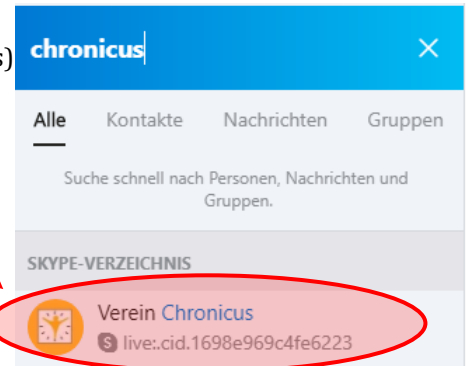 s)
chronicus
Alle Kontakte Nachrichten Gruppen
Suche schnell nach Personen, Nachrichten und
Gruppen.
SKYPE-VERZEICHNIS
Verein Chronicus
live:.cid.1698e969c4fe6223